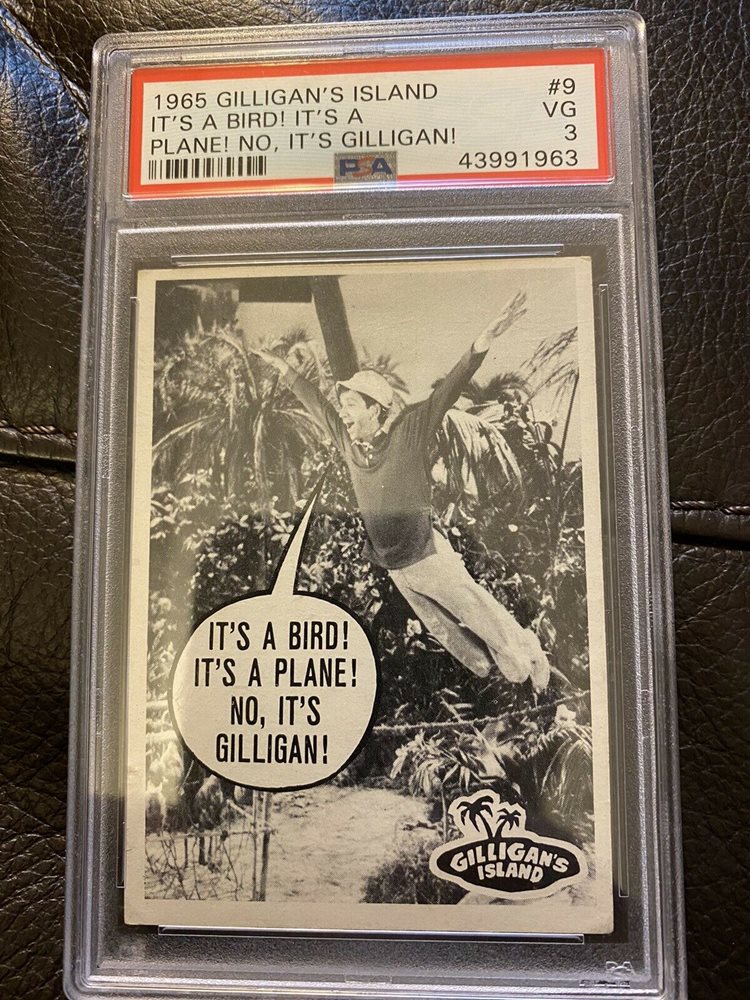 1965 GILLIGAN'S ISLAND #9
IT'S A BIRD! IT'S A VG
PLANE! NO, IT'S GILLIGAN! 3
PSA 43991963
IT'S A BIRD!
IT'S A PLANE!
NO, IT'S
GILLIGAN!
GILLIGAN'S
ISLAND